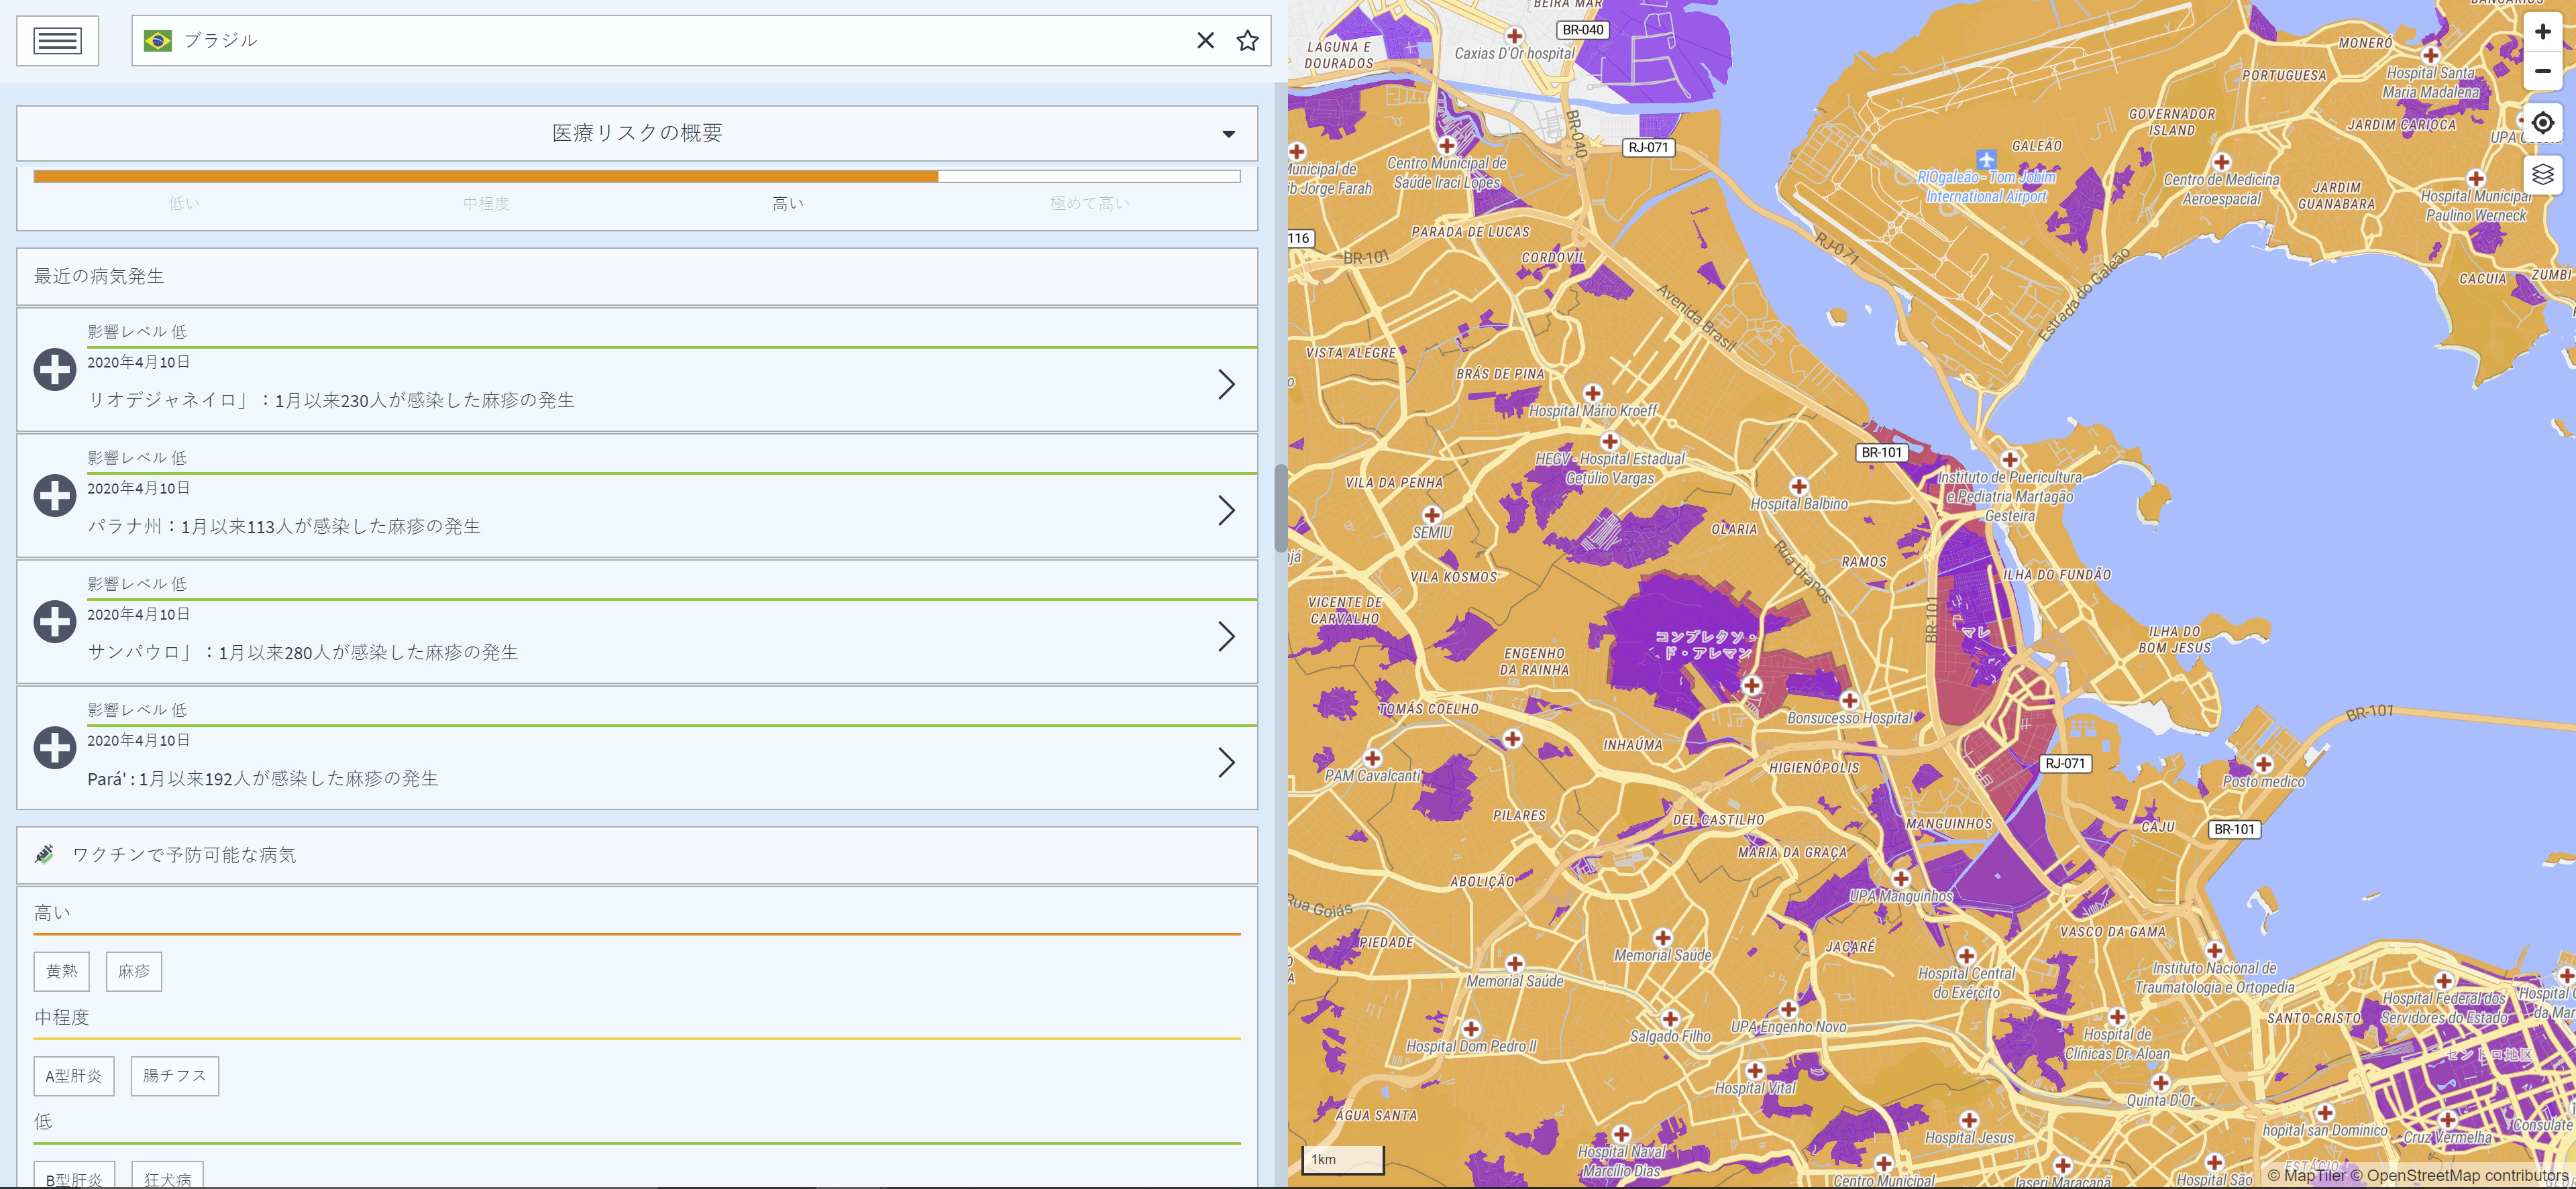 ブラジル
医療リスクの概要
低い
中程度
高い
極めて高い
最近の病気発生
影響レベル 低
2020年4月10日
リオデジャネイロ」：1月以来230人が感染した麻疹の発生
影響レベル 低
2020年4月10日
パラナ州：1月以来113人が感染した麻疹の発生
影響レベル 低
2020年4月10日
サンパウロ」：1月以来280人が感染した麻疹の発生
影響レベル 低
2020年4月10日
Pará' : 1月以来192人が感染した麻疹の発生
ワクチンで予防可能な病気
高い
黄熱
麻疹
中程度
A型肝炎
腸チフス
低
B型肝炎
狂犬病
BEIRA MAR
BR-040
LAGUNA E
DOURADOS
Caxias D'Or hospital
MONERÓ
PORTUGUESA
Hospital Santa
Maria Madalena
GOVERNADOR
ISLAND
JARDIM CARIOCA
UPA
BR-040
RJ-071
GALEÃO
Municipal de
ib Jorge Farah
Centro Municipal de
Saúde Iraci Lopes
RIOgaleão - Tom Jobim
International Airport
Centro de Medicina
Aeroespacial
JARDIM
GUANABARA
Hospital Municipal
Paulino Werneck
116
BR-101
PARADA DE LUCAS
CORDOVIL
RJ-071
Estrada do Galeão
CACUIA
ZUMBI
Avenida Brasil
VISTA ALEGRE
BRÁS DE PINA
Hospital Mário Kroeff
BR-101
HEGV - Hospital Estadual
Getúlio Vargas
VILA DA PENHA
Hospital Balbino
Instituto de Puericultura
e Pediatria Martagão
Gesteira
SEMIU
OLARIA
RAMOS
Rua Uranos
VILA KOSMOS
ILHA DO FUNDÃO
VICENTE DE
CARVALHO
BR-101
コンプレクソ・
ド・アレマン
マレ
ILHA DO
BOM JESUS
ENGENHO
DA RAINHA
TOMÁS COELHO
Bonsucesso Hospital
BR-101
INHAÚMA
HIGIENÓPOLIS
RJ-071
PAM Cavalcanti
Posto medico
PILARES
DEL CASTILHO
MANGUINHOS
CAJU
BR-101
MARIA DA GRAÇA
ABOLIÇÃO
UPA Manguinhos
Rua Goiás
PIEDADE
JACARÉ
VASCO DA GAMA
Memorial Saúde
Memorial Saúde
Hospital Central
do Exército
Instituto Nacional de
Traumatologia e Ortopedia
Hospital Federal dos
Servidores do Estado
SANTO CRISTO
Hospital Dom Pedro II
Salgado Filho
UPA Engenho Novo
Hospital de
Clínicas Dr. Aloan
セントロ地区
Hospital Vital
Quinta D'Or
ÁGUA SANTA
Hospital Jesus
hopital san Dominico
Cruz Vermelha
Consulate
Hospital Naval
Marcílio Dias
1km
Centro Municipal
Iaserj Maracanã
Hospital São
ESTÁCIO
© MapTiler © OpenStreetMap contributors